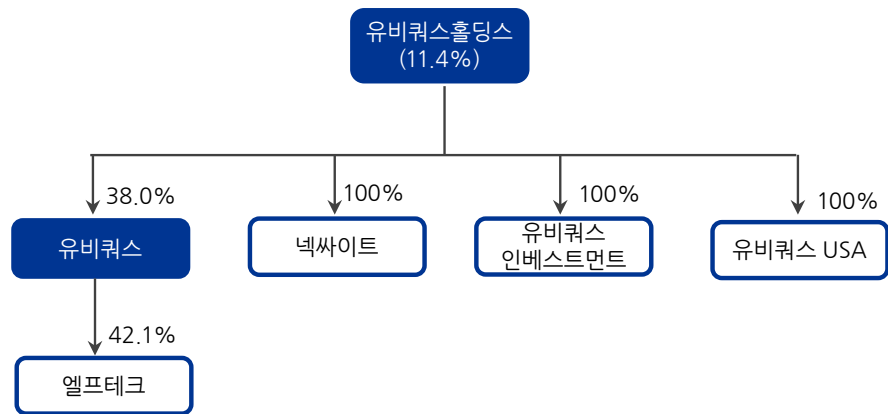 유비쿼스홀딩스
(11.4%)
38.0%
100%
100%
100%
유비쿼스
넥싸이트
유비쿼스
인베스트먼트
유비쿼스 USA
42.1%
엘프테크